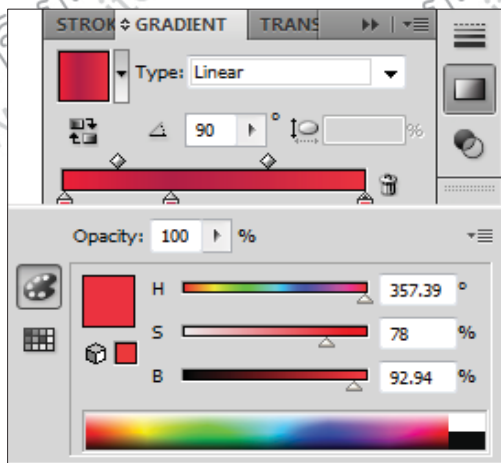 STROK GRADIENT TRANS
Type: Linear
90 ° %
Opacity: 100 %
H 357.39 °
S 78 %
B 92.94 %